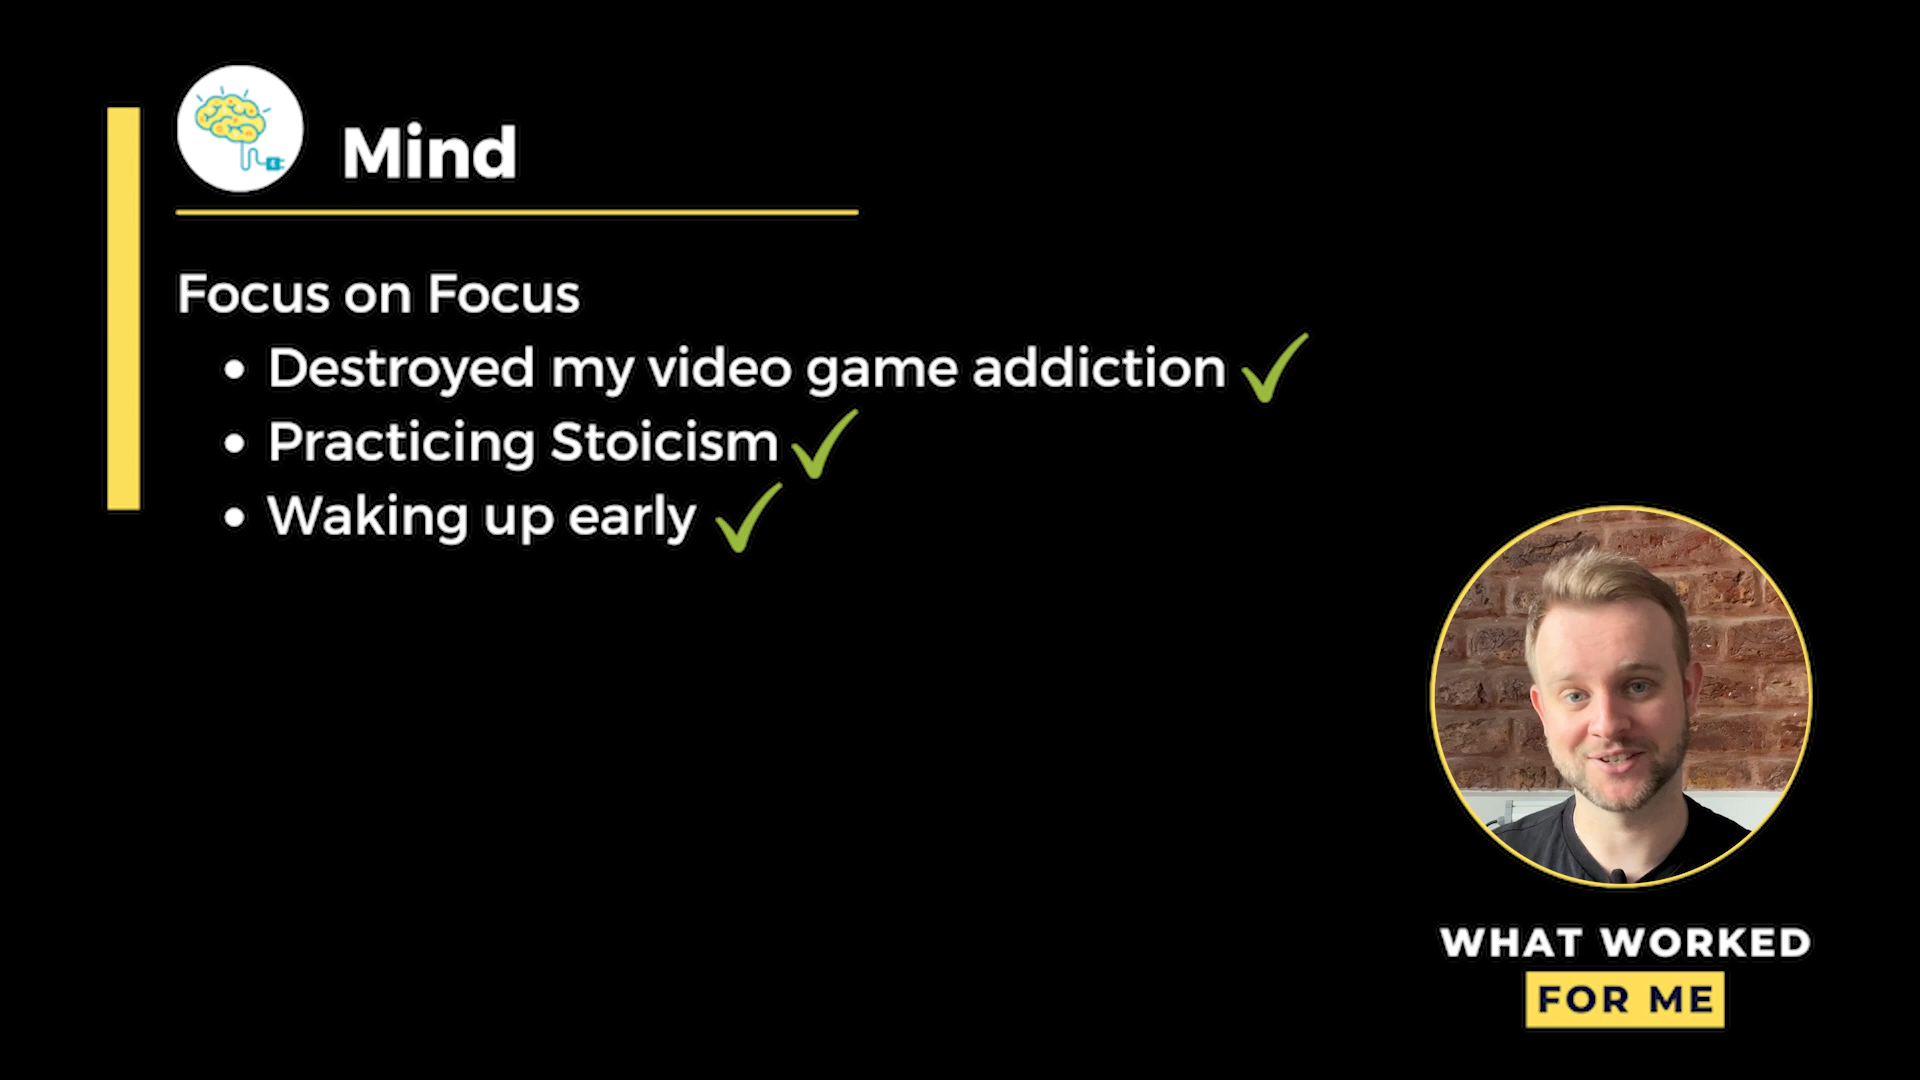 Mind
Focus on Focus
• Destroyed my video game addiction
• Practicing Stoicism
• Waking up early
WHAT WORKED
FOR ME